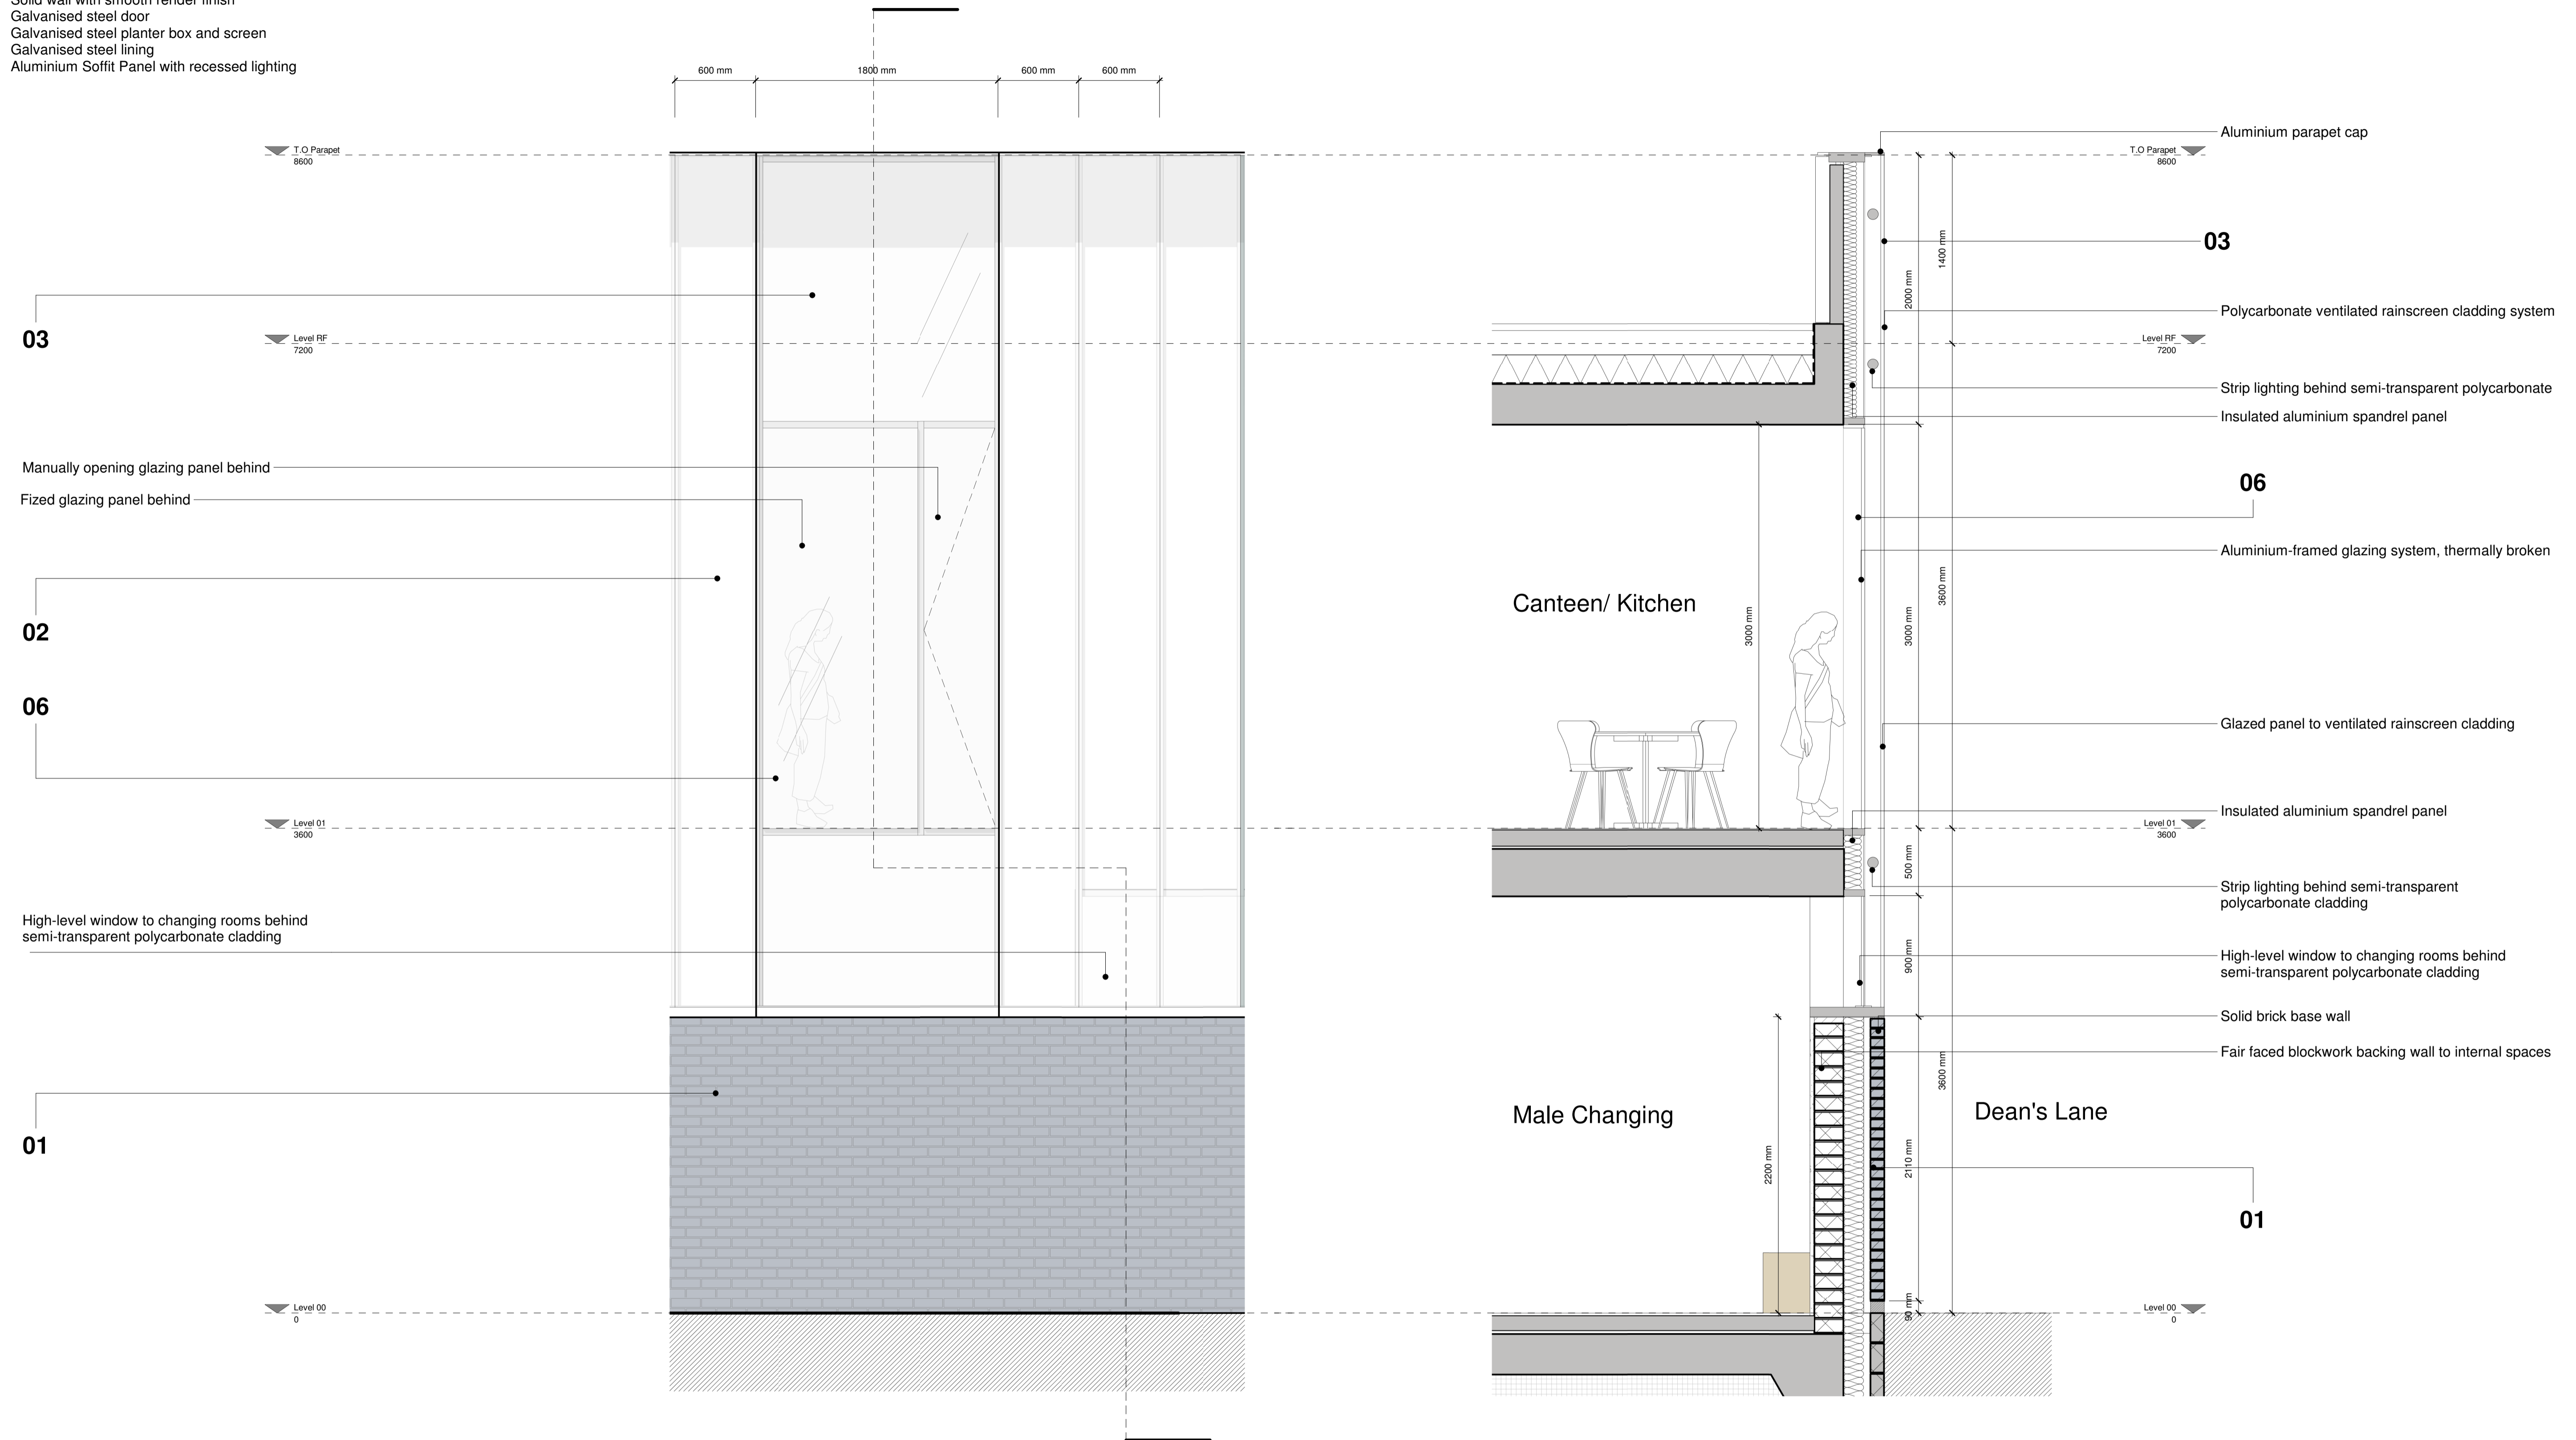 Solid wall with smooth render finish
Galvanised steel door
Galvanised steel planter box and screen
Galvanised steel lining
Aluminium Soffit Panel with recessed lighting
600 mm
1800 mm
600 mm
600 mm
T.O Parapet
8600
03
Level RF
7200
Manually opening glazing panel behind
Fized glazing panel behind
02
06
Level 01
3600
High-level window to changing rooms behind
semi-transparent polycarbonate cladding
01
Level 00
0
Canteen/ Kitchen
Male Changing
Dean's Lane
3000 mm
2200 mm
2000 mm
3000 mm
500 mm
900 mm
2110 mm
90 mm
1400 mm
3600 mm
3600 mm
T.O Parapet
8600
Level RF
7200
Level 01
3600
Level 00
0
Aluminium parapet cap
03
Polycarbonate ventilated rainscreen cladding system
Strip lighting behind semi-transparent polycarbonate
Insulated aluminium spandrel panel
06
Aluminium-framed glazing system, thermally broken
Glazed panel to ventilated rainscreen cladding
Insulated aluminium spandrel panel
Strip lighting behind semi-transparent
polycarbonate cladding
High-level window to changing rooms behind
semi-transparent polycarbonate cladding
Solid brick base wall
Fair faced blockwork backing wall to internal spaces
01